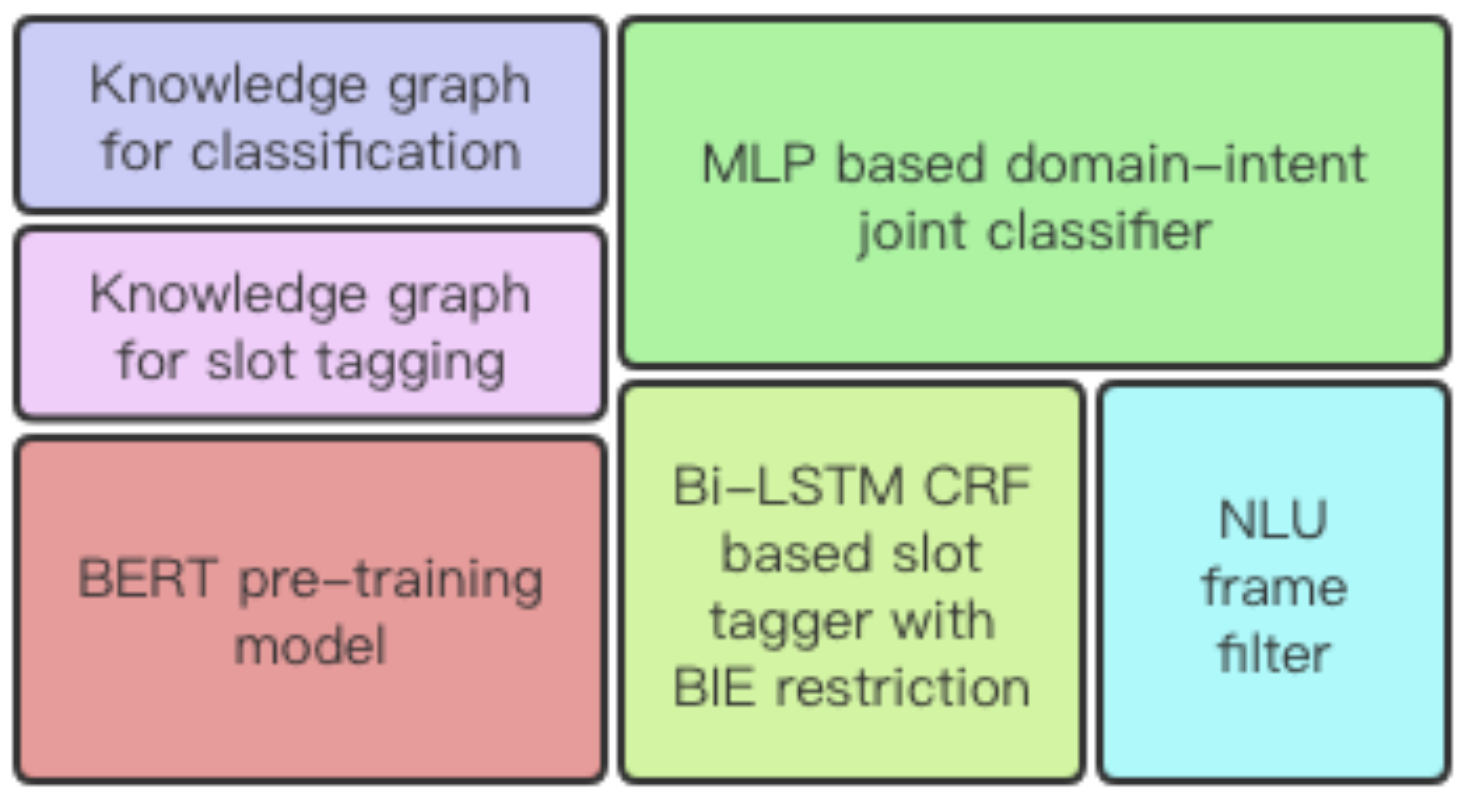 Knowledge graph
for classification
MLP based domain–intent
joint classifier
Knowledge graph
for slot tagging
BERT pre–training
model
Bi–LSTM CRF
based slot
tagger with
BIE restriction
NLU
frame
filter